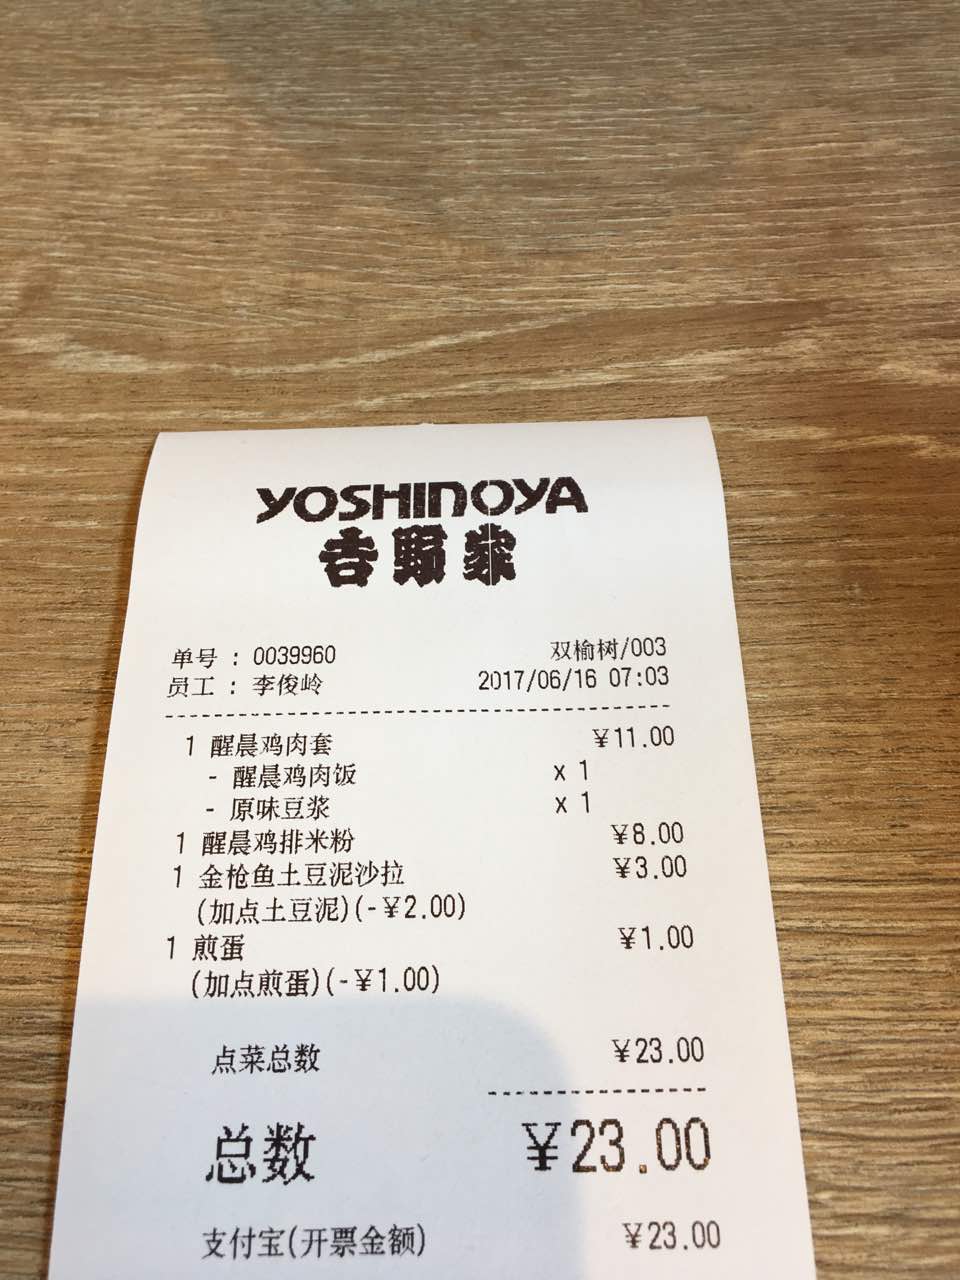 YOSHINOYA
吉野家
单号 : 0039960 双榆树/003
员工 : 李俊岭 2017/06/16 07:03
1 醒晨鸡肉套 ¥11.00
- 醒晨鸡肉饭 x 1
- 原味豆浆 x 1
1 醒晨鸡排米粉 ¥8.00
1 金枪鱼土豆泥沙拉 ¥3.00
(加点土豆泥)(-¥2.00)
1 煎蛋 ¥1.00
(加点煎蛋)(-¥1.00)
点菜总数 ¥23.00
总数 ¥23.00
支付宝(开票金额) ¥23.00